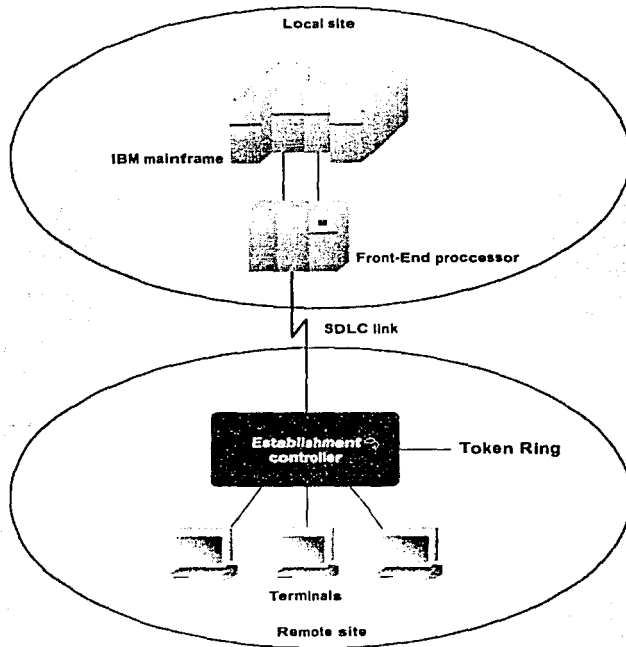 Local site
IBM mainframe
Front-End proccessor
SDLC link
Establishment
controller
Token Ring
Terminals
Remote site